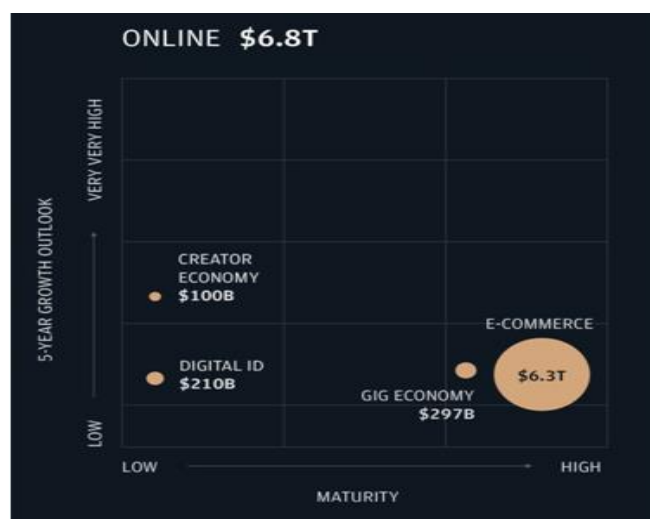 ONLINE $6.8T
VERY VERY HIGH
5-YEAR GROWTH OUTLOOK
LOW
CREATOR
ECONOMY
$100B
DIGITAL ID
$210B
E-COMMERCE
$6.3T
GIG ECONOMY
$297B
LOW
HIGH
MATURITY